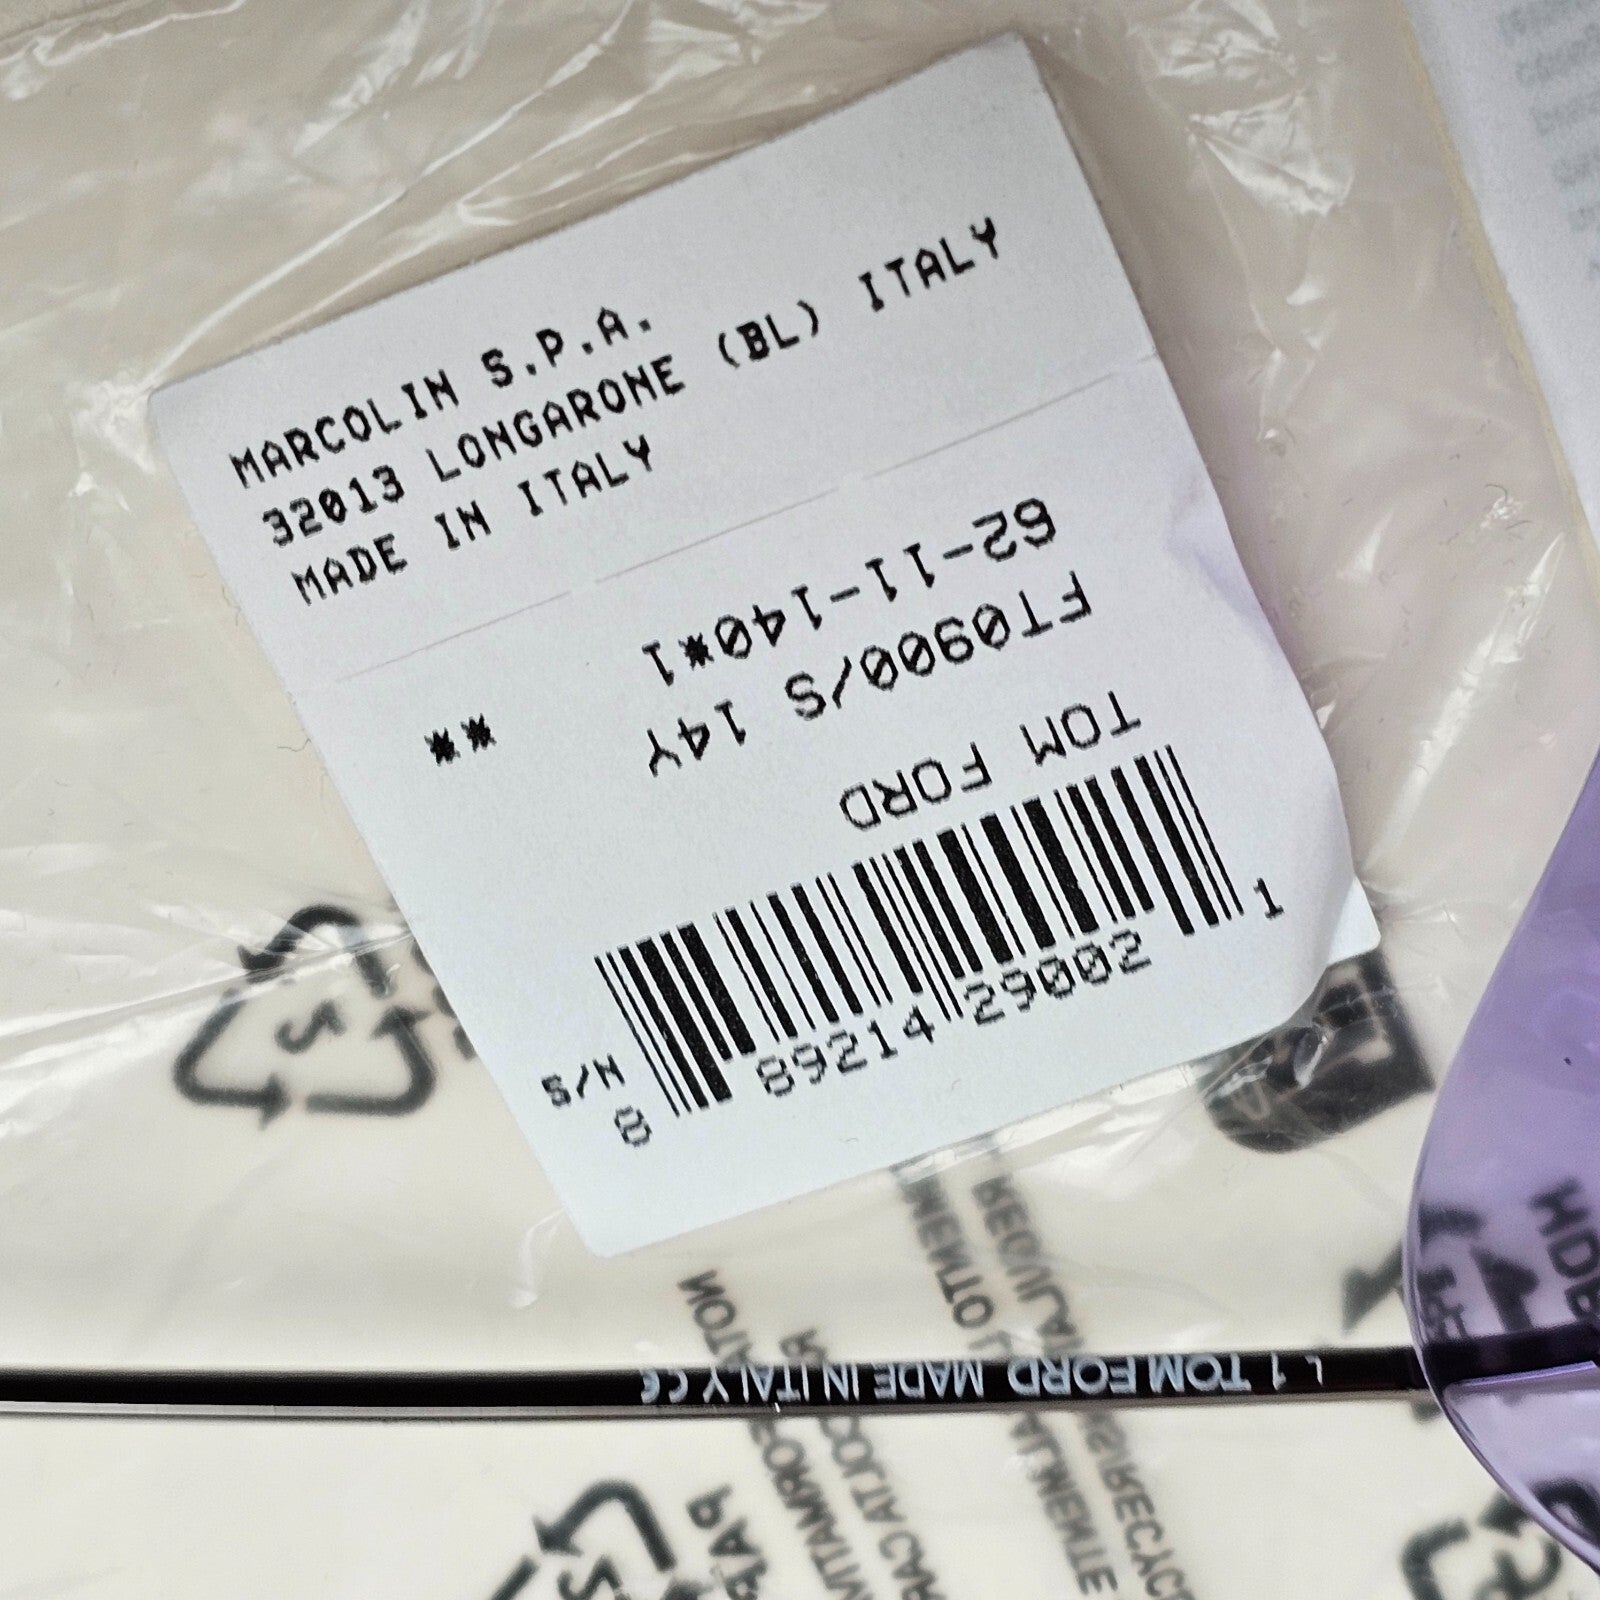 MARCOLIN S.P.A.
32013 LONGARONE (BL) ITALY
MADE IN ITALY
TOM FORD
FT0900/S 14Y
62-11-140*1 **
S/N
8 89214 29002 1
L 1 TOM FORD MADE IN ITALY CE